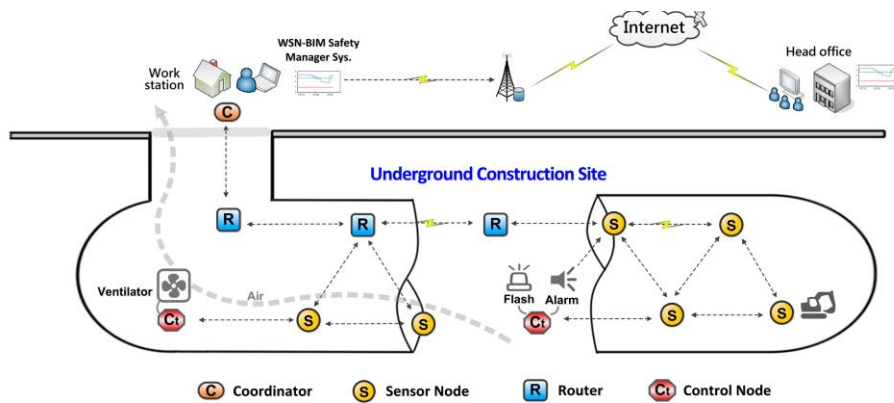 Internet
WSN-BIM Safety
Manager Sys.
Head office
Work
station
C
Underground Construction Site
R
R
R
S
S
Ventilator
Air
Flash
Alarm
Ct
S
S
Ct
S
S
C Coordinator
S Sensor Node
R Router
Ct Control Node